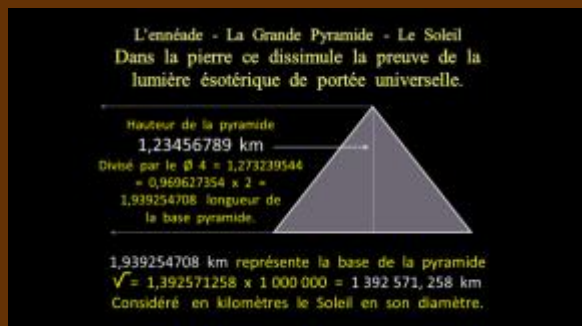 L'ennéade - La Grande Pyramide - Le Soleil
Dans la pierre ce dissimule la preuve de la
lumière ésotérique de portée universelle.
Hauteur de la pyramide
1,23456789 km
Divisé par le Ø 4 = 1,273239544
= 0,969627354 x 2 =
1,939254708 longueur de
la base pyramide.
1,939254708 km représente la base de la pyramide
√ = 1,392571258 x 1 000 000 = 1 392 571, 258 km
Considéré en kilomètres le Soleil en son diamètre.